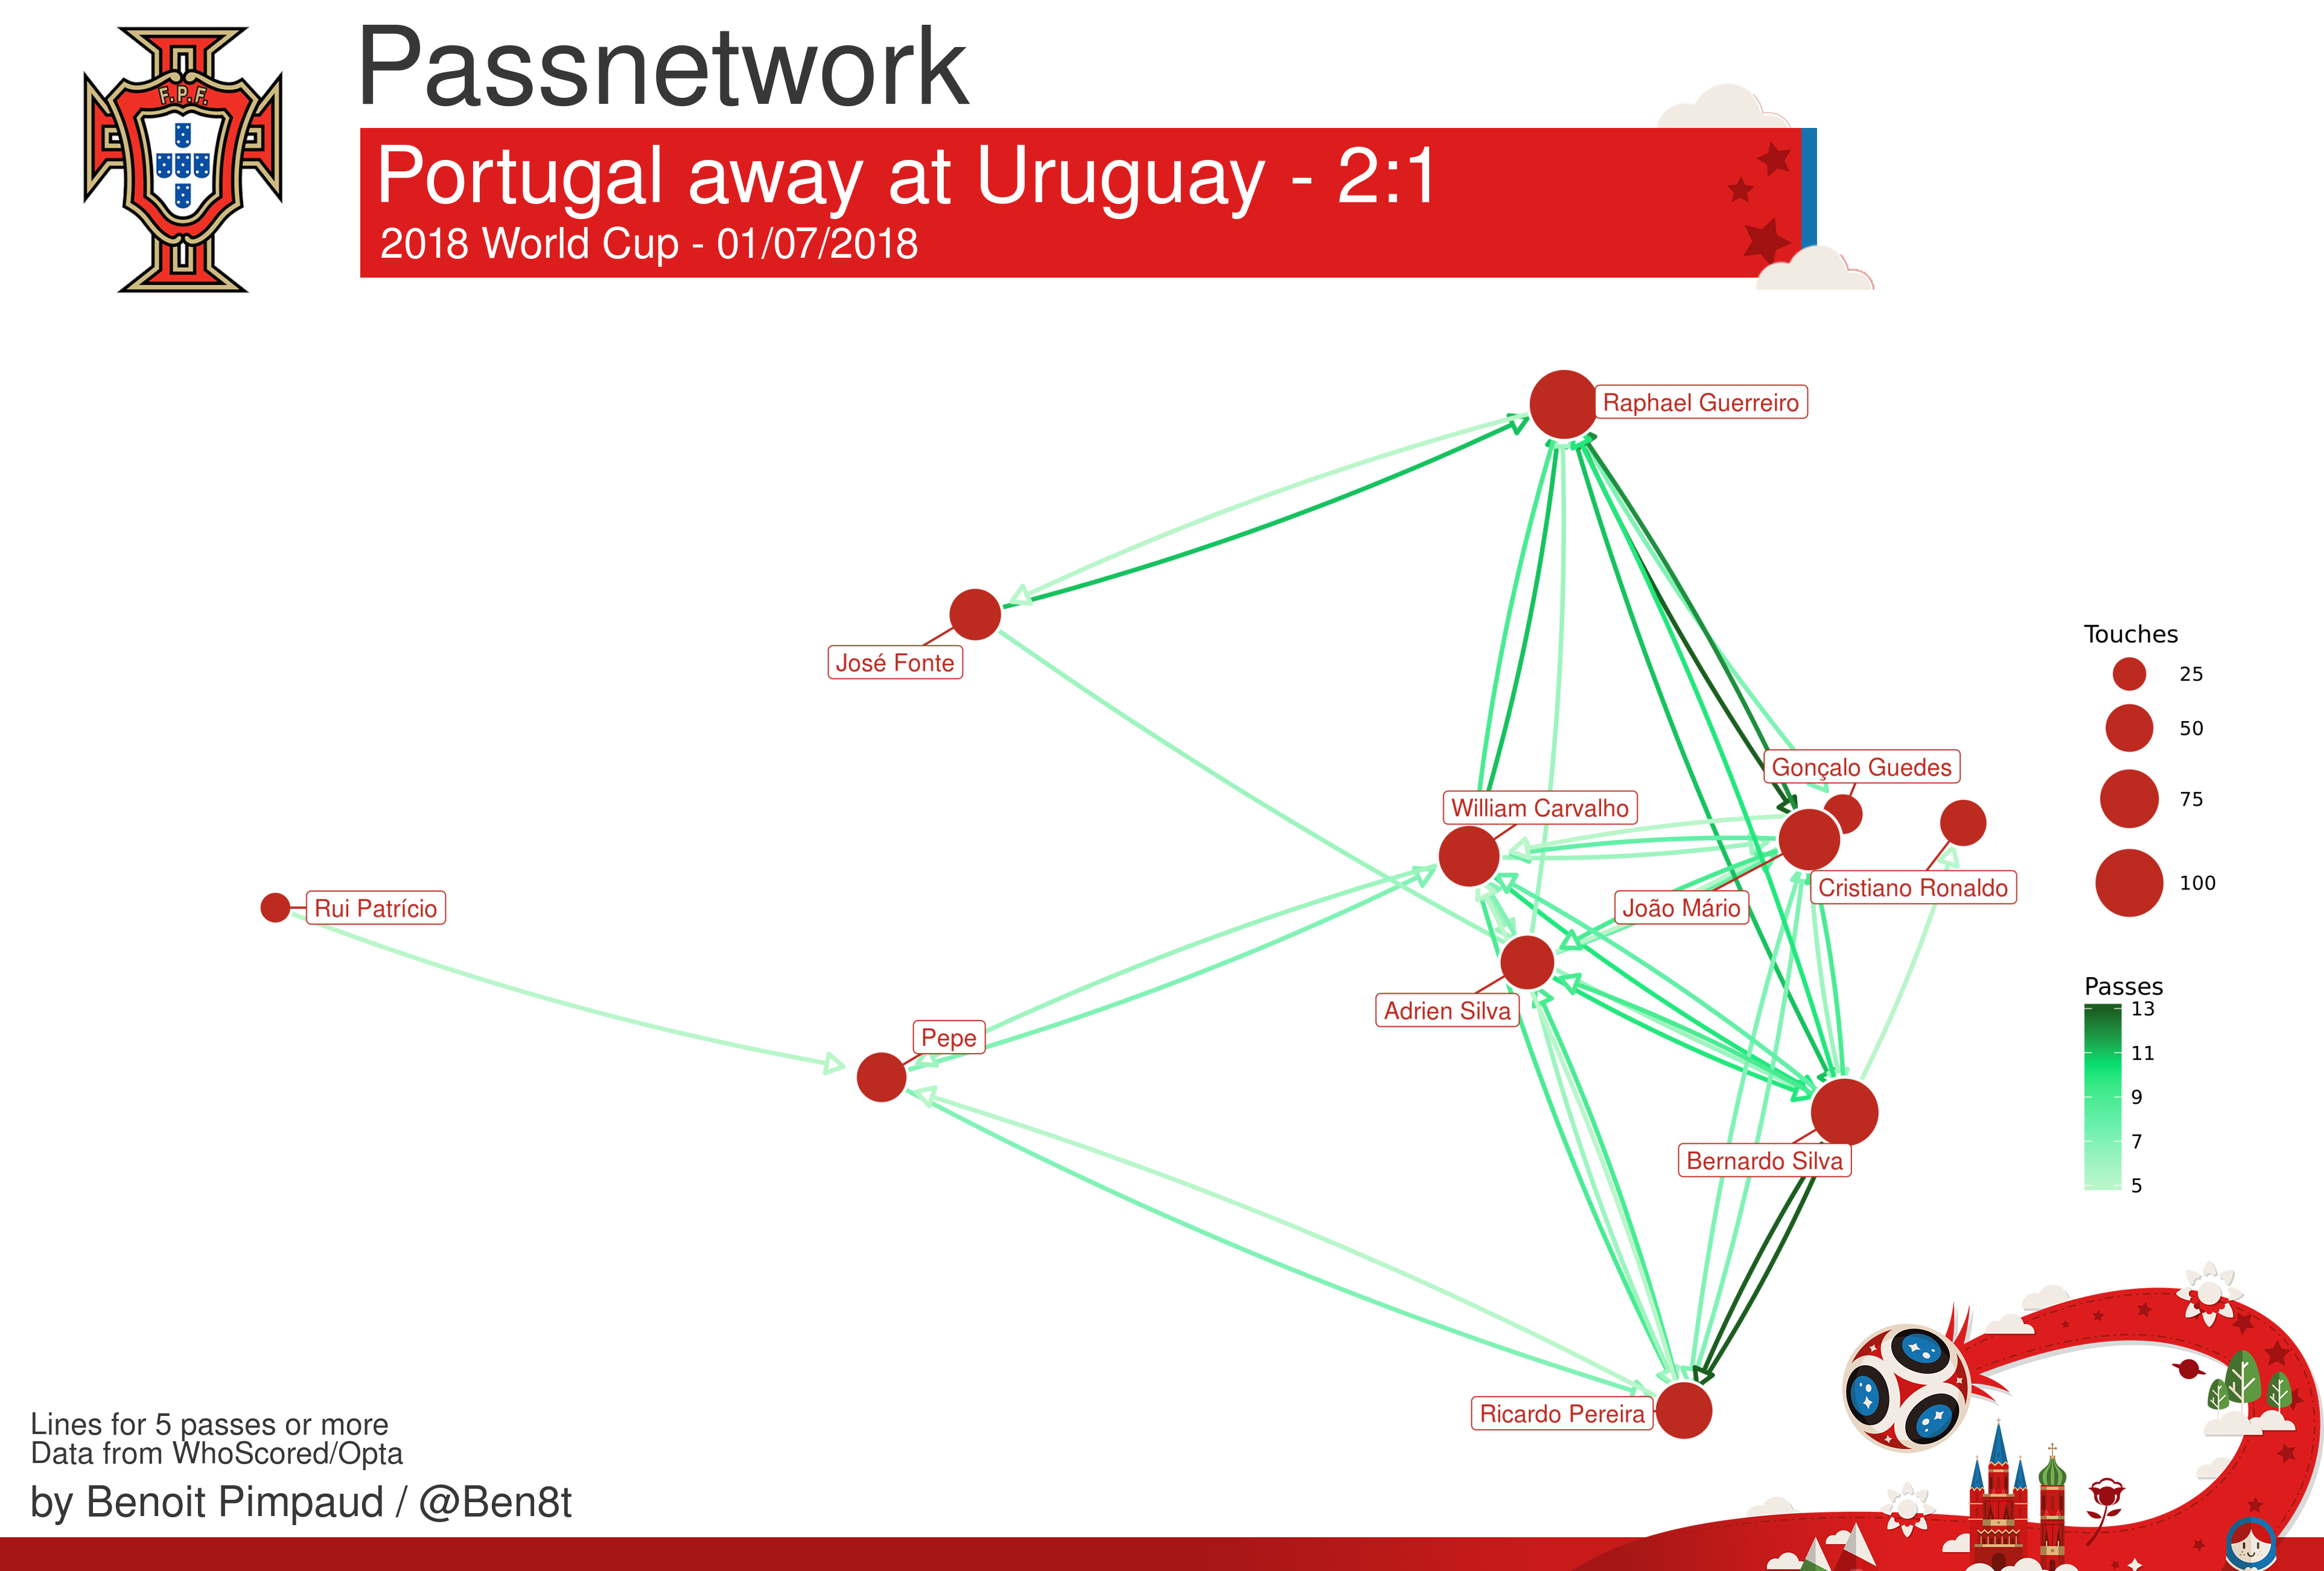 F.P.F.
Passnetwork
Portugal away at Uruguay - 2:1
2018 World Cup - 01/07/2018
Raphael Guerreiro
José Fonte
Gonçalo Guedes
William Carvalho
Cristiano Ronaldo
João Mário
Rui Patrício
Adrien Silva
Pepe
Bernardo Silva
Ricardo Pereira
Touches
25
50
75
100
Passes
13
11
9
7
5
Lines for 5 passes or more
Data from WhoScored/Opta
by Benoit Pimpaud / @Ben8t